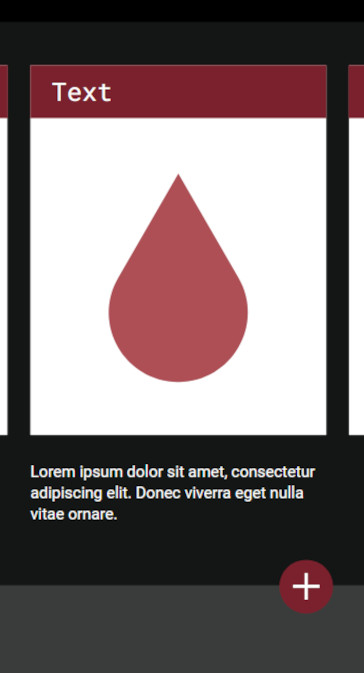 Text
Lorem ipsum dolor sit amet, consectetur
adipiscing elit. Donec viverra eget nulla
vitae ornare.